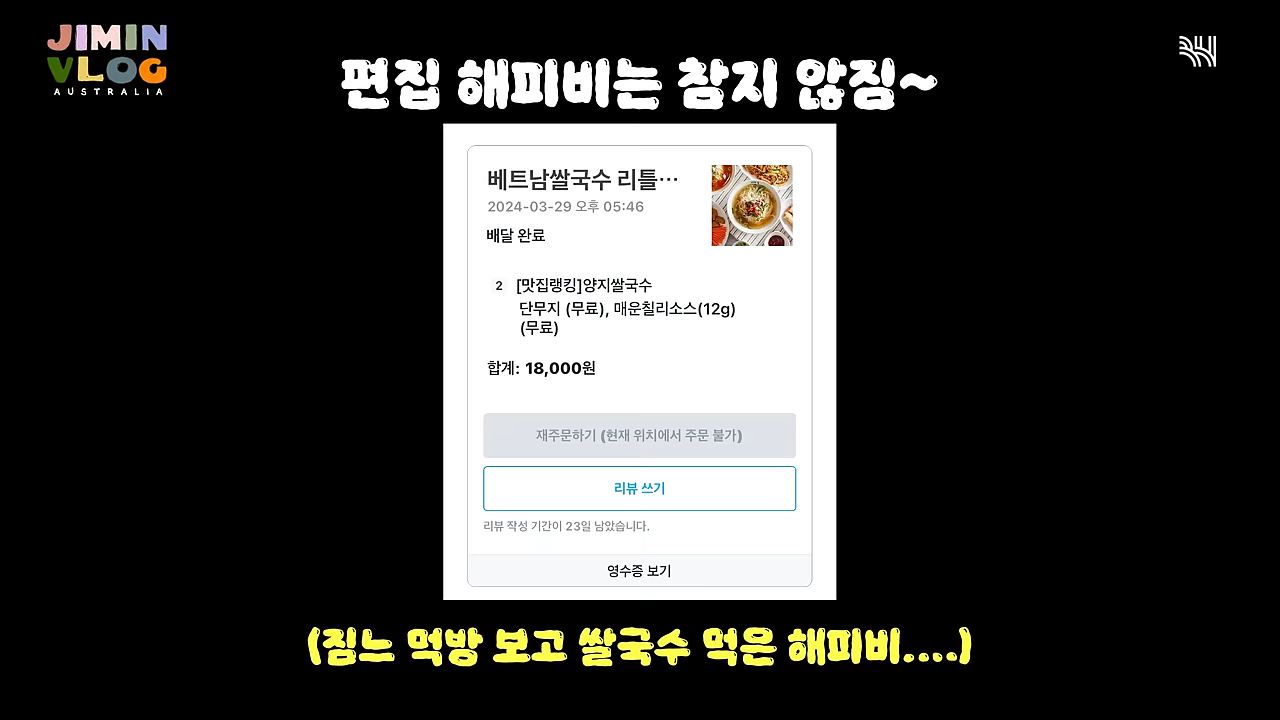 JIMIN
VLOG
AUSTRALIA
편집 해피비는 참지 않짐~
베트남쌀국수 리틀…
2024-03-29 오후 05:46
배달 완료
2 [맛집랭킹]양지쌀국수
단무지 (무료), 매운칠리소스(12g)
(무료)
합계: 18,000원
재주문하기 (현재 위치에서 주문 불가)
리뷰 쓰기
리뷰 작성 기간이 23일 남았습니다.
영수증 보기
(짐느 먹방 보고 쌀국수 먹은 해피비....)